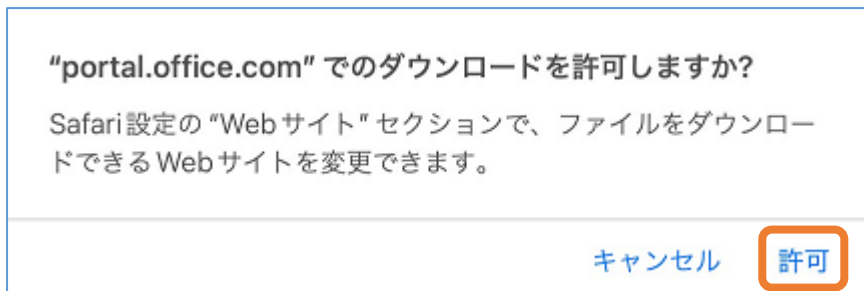 “portal.office.com” でのダウンロードを許可しますか?
Safari設定の “Webサイト” セクションで、ファイルをダウンロー
ドできるWebサイトを変更できます。
キャンセル 許可